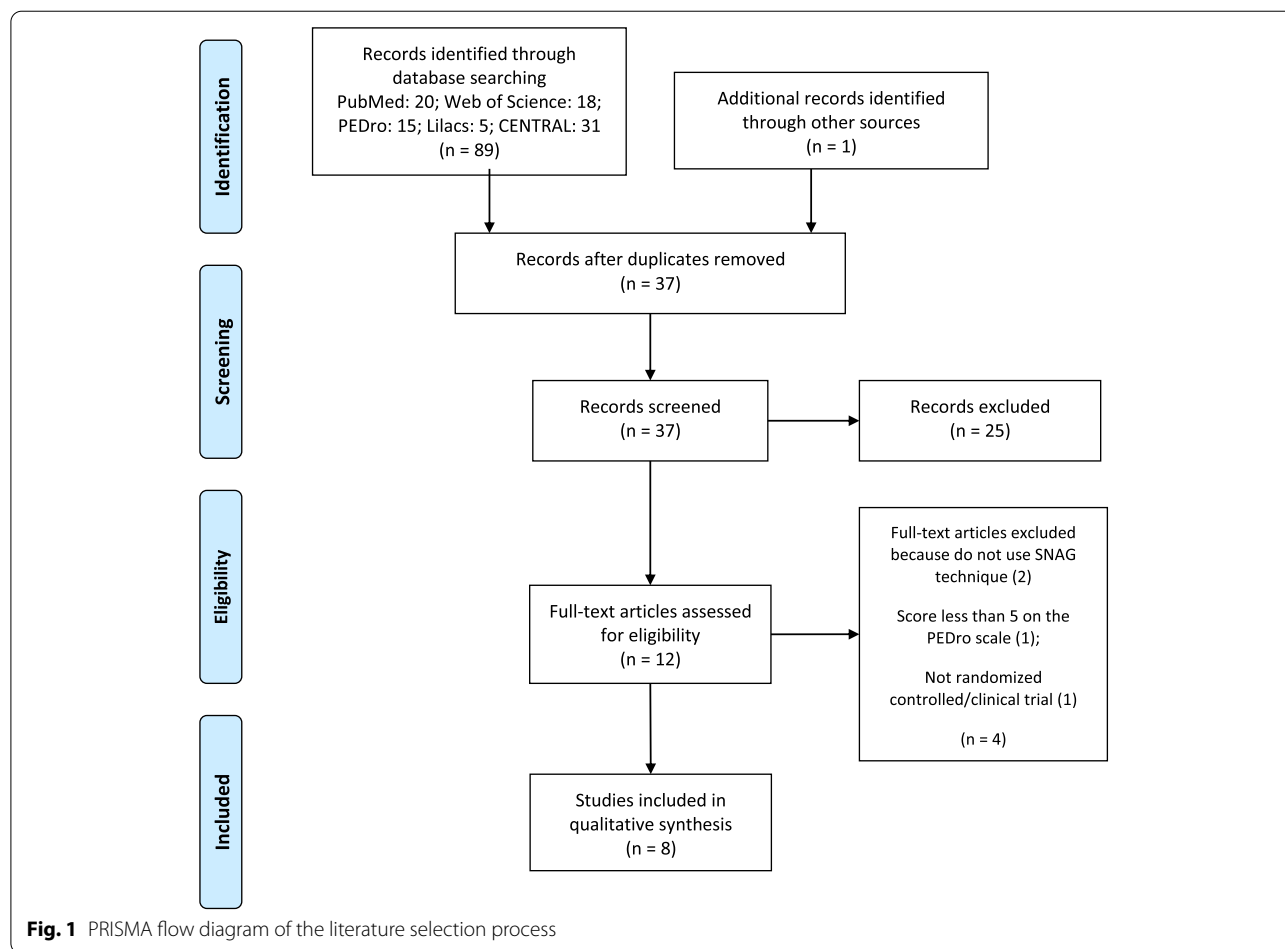 Identification
Records identified through
database searching
PubMed: 20; Web of Science: 18;
PEDro: 15; Lilacs: 5; CENTRAL: 31
(n = 89)
Additional records identified
through other sources
(n = 1)
Records after duplicates removed
(n = 37)
Screening
Records screened
(n = 37)
Records excluded
(n = 25)
Eligibility
Full-text articles assessed
for eligibility
(n = 12)
Full-text articles excluded
because do not use SNAG
technique (2)
Score less than 5 on the
PEDro scale (1);
Not randomized
controlled/clinical trial (1)
(n = 4)
Included
Studies included in
qualitative synthesis
(n = 8)
Fig. 1 PRISMA flow diagram of the literature selection process